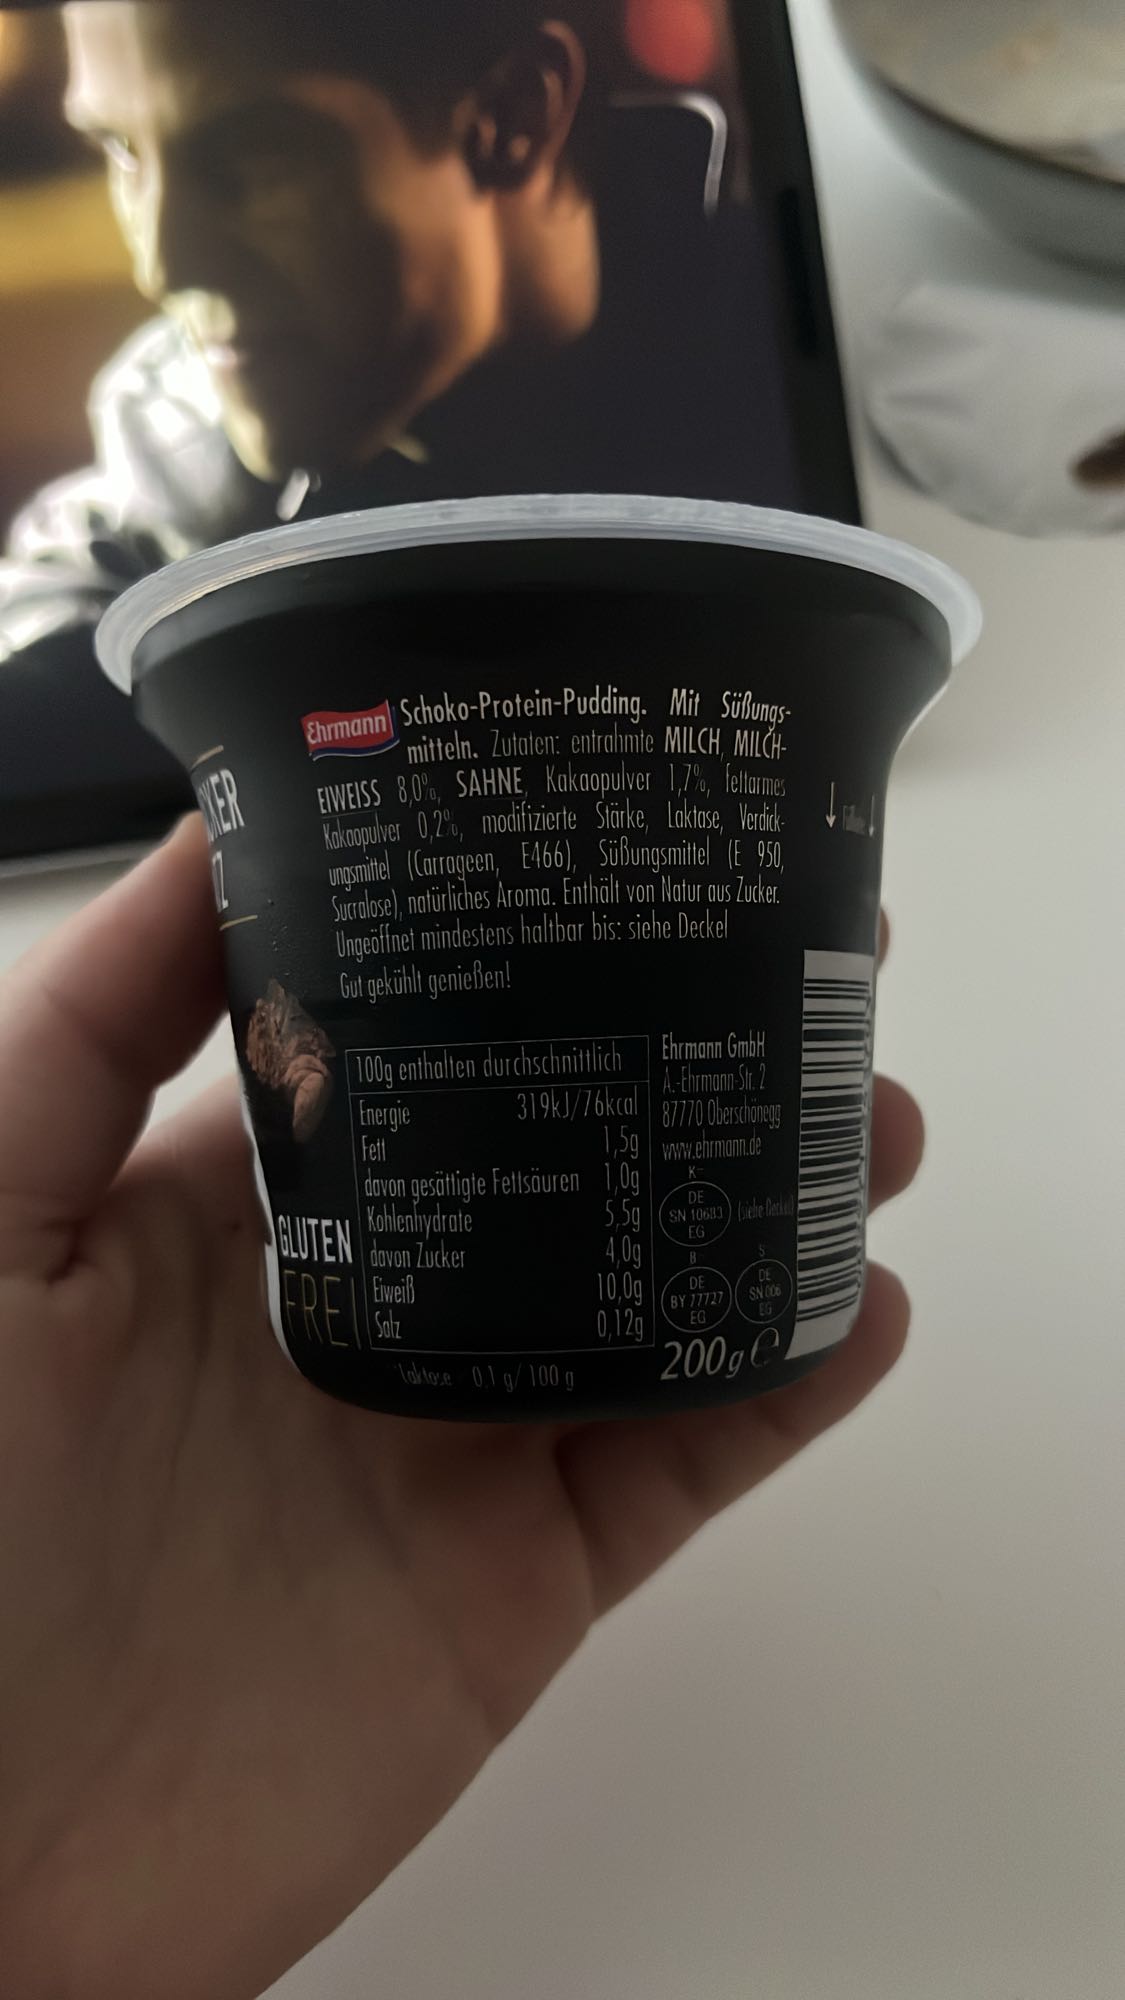 Ehrmann
Schoko-Protein-Pudding. Mit Süßungs-
mitteln. Zutaten: entrahmte MILCH, MILCH-
EIWEISS 8,0%, SAHNE, Kakaopulver 1,7%, fettarmes
Kakaopulver 0,2%, modifizierte Stärke, Laktase, Verdick-
ungsmittel (Carrageen, E466), Süßungsmittel (E 950,
Sucralose), natürliches Aroma. Enthält von Natur aus Zucker.
Ungeöffnet mindestens haltbar bis: siehe Deckel
Gut gekühlt genießen!
100g enthalten durchschnittlich
Energie 319kJ/76kcal
Fett 1,5g
davon gesättigte Fettsäuren 1,0g
Kohlenhydrate 5,5g
davon Zucker 4,0g
Eiweiß 10,0g
Salz 0,12g
Laktose 0,1 g/100 g
Ehrmann GmbH
A.-Ehrmann-Str. 2
87770 Oberschönegg
www.ehrmann.de
K-
DE
SN 10683
EG
(siehe Deckel)
B
DE
BY 77727
EG
S
DE
SN 006
EG
200g e
GLUTEN
FREI